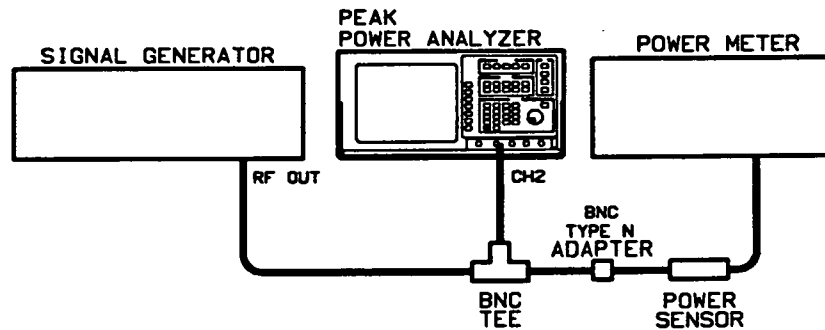 PEAK
POWER ANALYZER
SIGNAL GENERATOR
POWER METER
RF OUT
CH2
BNC
TYPE N
ADAPTER
BNC
TEE
POWER
SENSOR